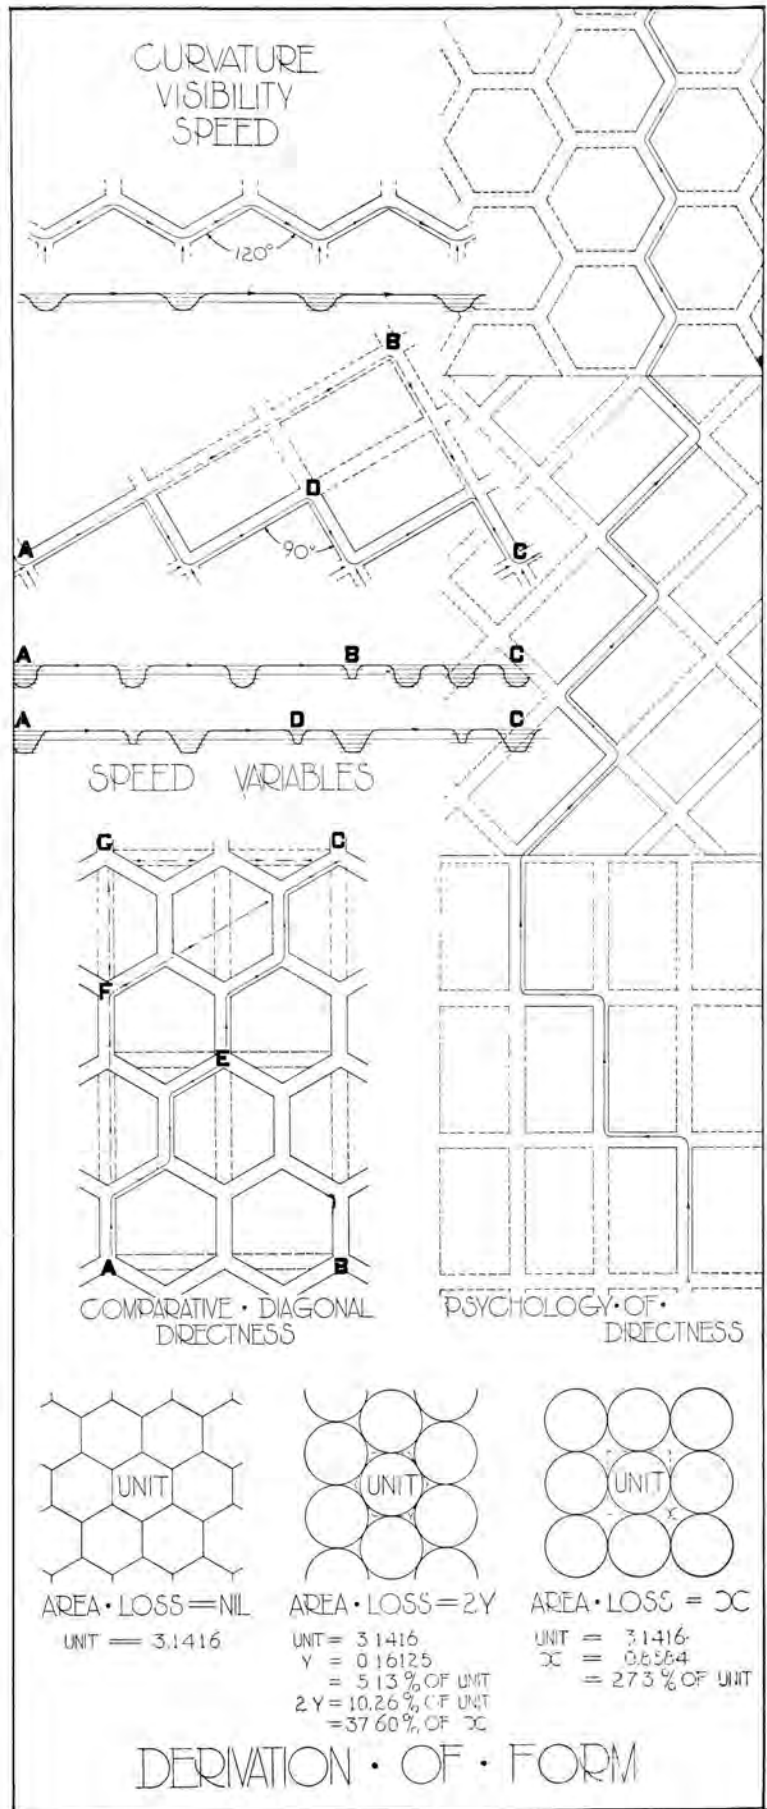 CURVATURE
VISIBILITY
SPEED
120°
B
D
A
90°
C
A B C
A D C
SPEED VARIABLES
G C
F
E
A B
COMPARATIVE · DIAGONAL
DIRECTNESS
PSYCHOLOGY · OF ·
DIRECTNESS
UNIT
AREA · LOSS = NIL
UNIT = 3.1416
UNIT
AREA · LOSS = 2Y
UNIT = 3.1416
Y = 0.16125
= 5.13 % OF UNIT
2Y = 10.26 % OF UNIT
= 37.60 % OF X
UNIT
X
AREA · LOSS = X
UNIT = 3.1416
X = 0.8584
= 27.3 % OF UNIT
DERIVATION · OF · FORM